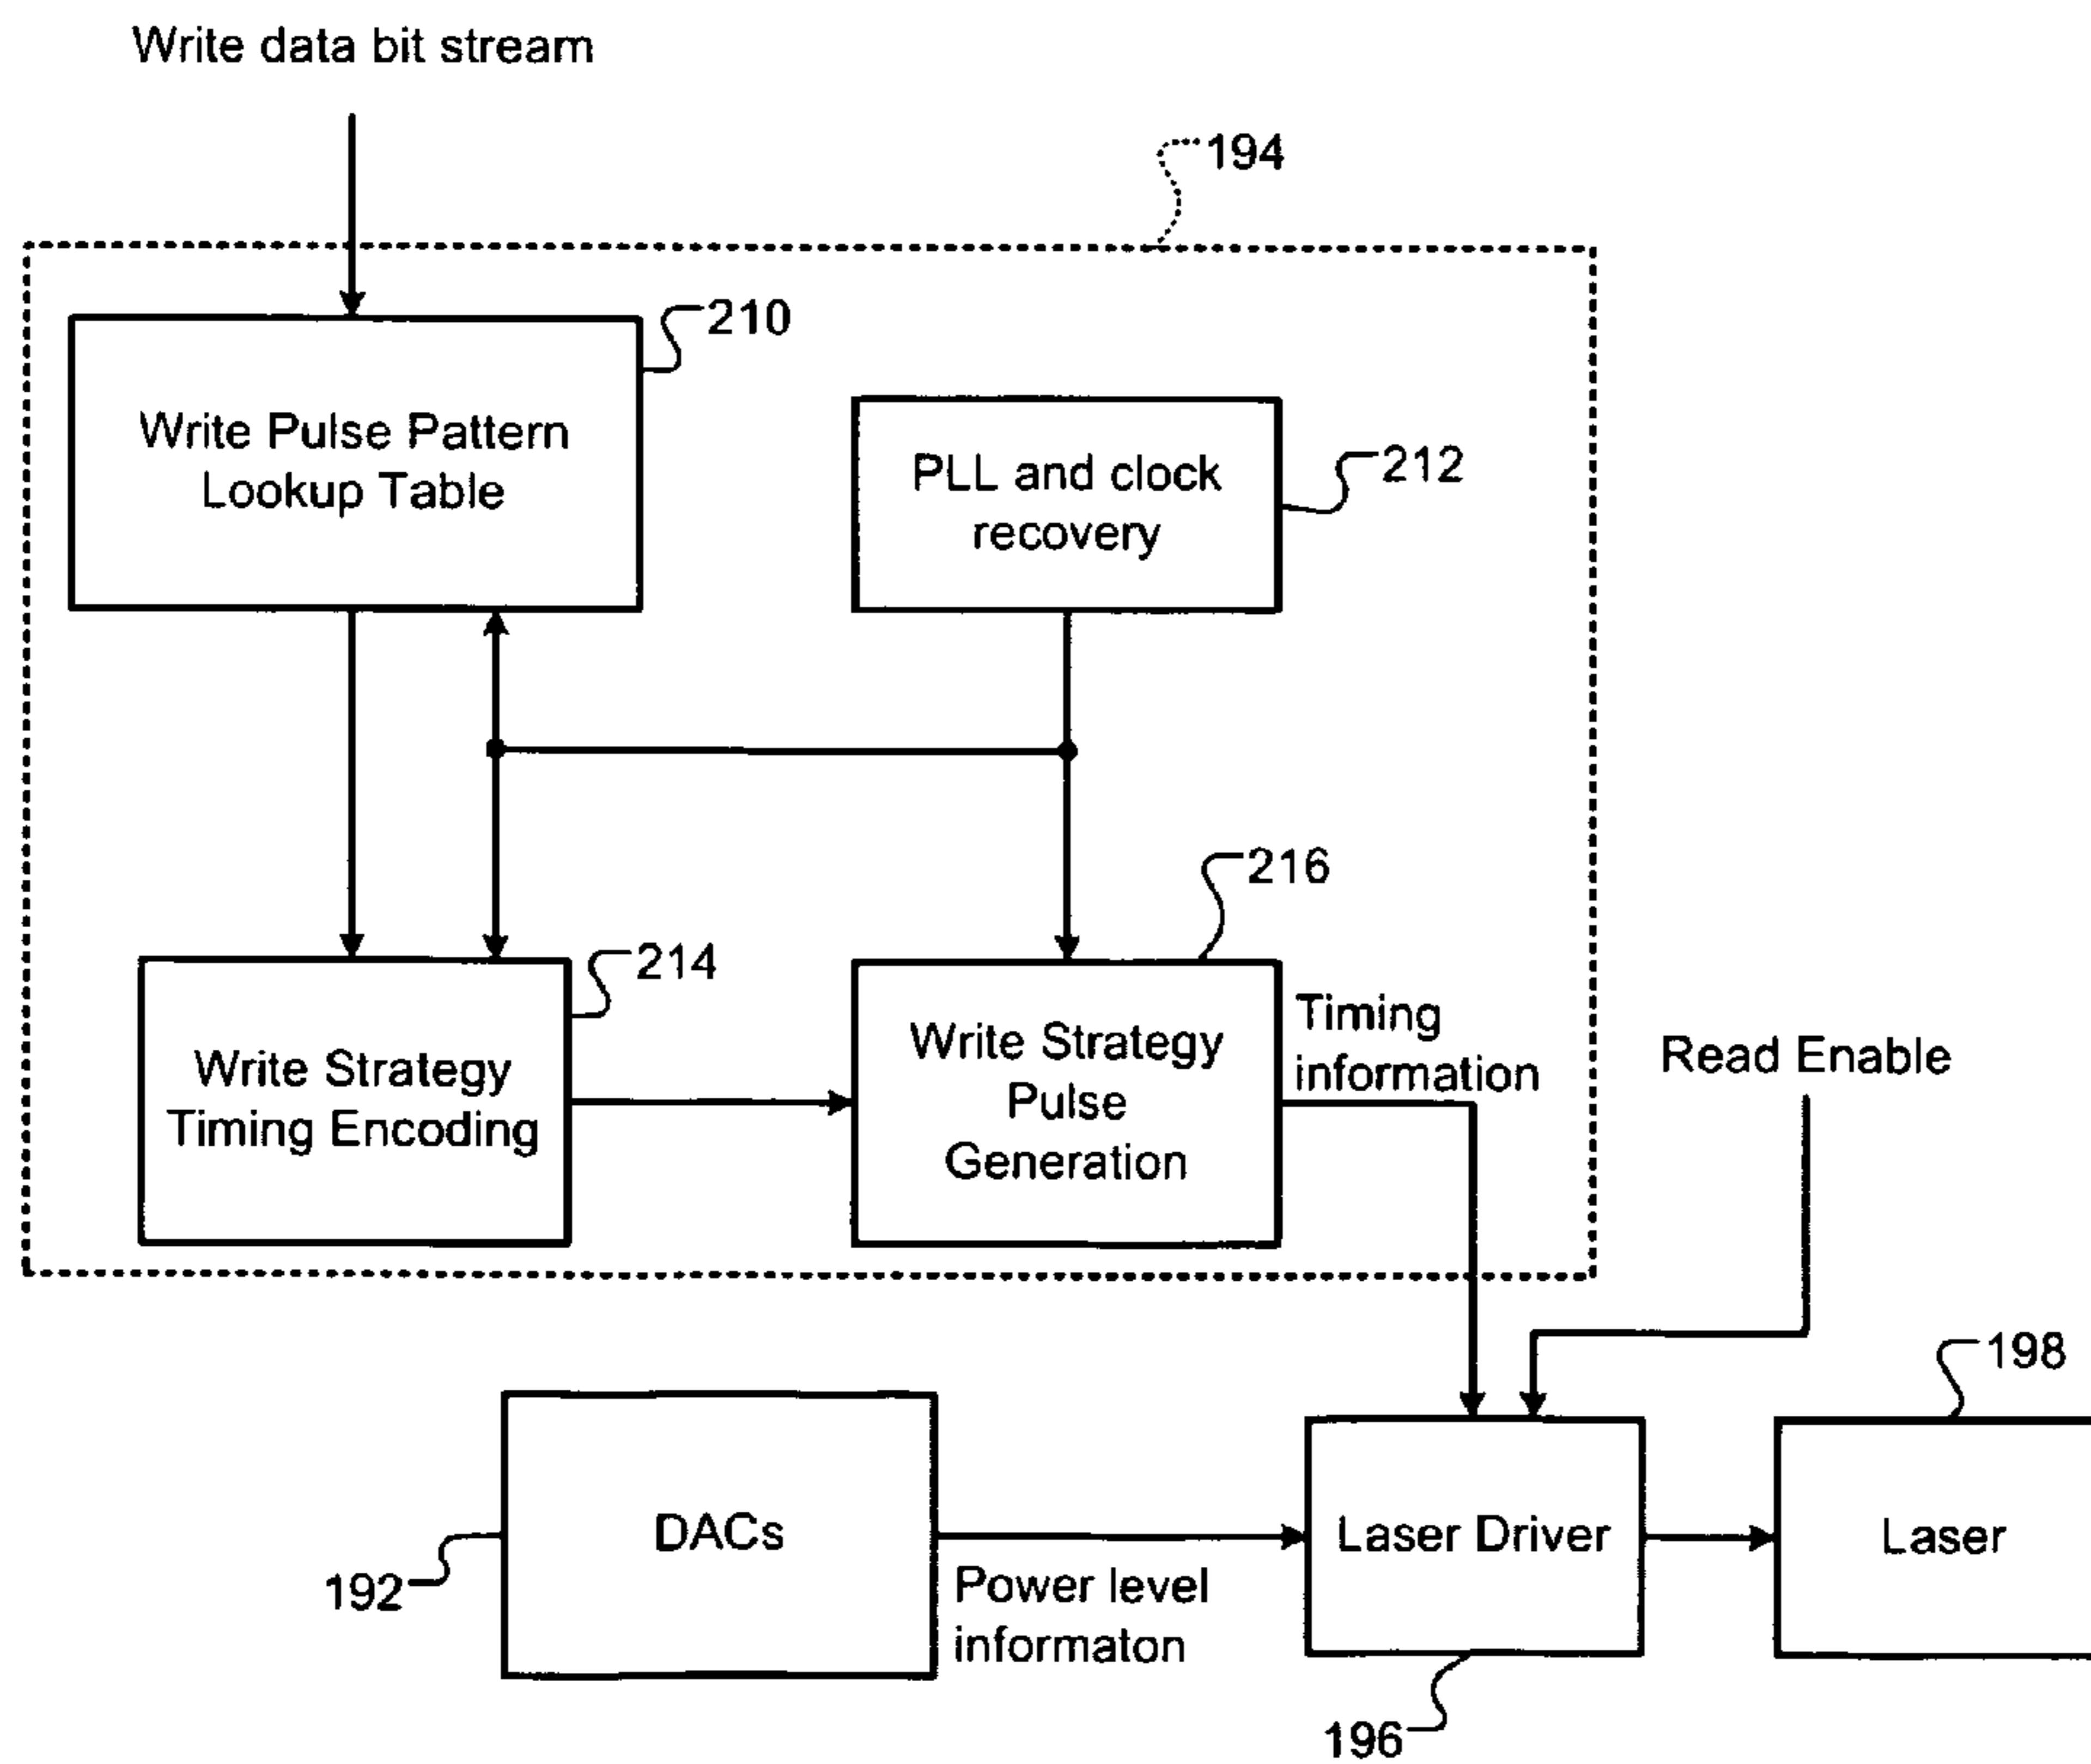 Write data bit stream
194
210
Write Pulse Pattern
Lookup Table
212
PLL and clock
recovery
216
214
Write Strategy
Timing Encoding
Write Strategy
Pulse
Generation
Timing
information
Read Enable
198
DACs
192
Power level
informaton
Laser Driver
196
Laser